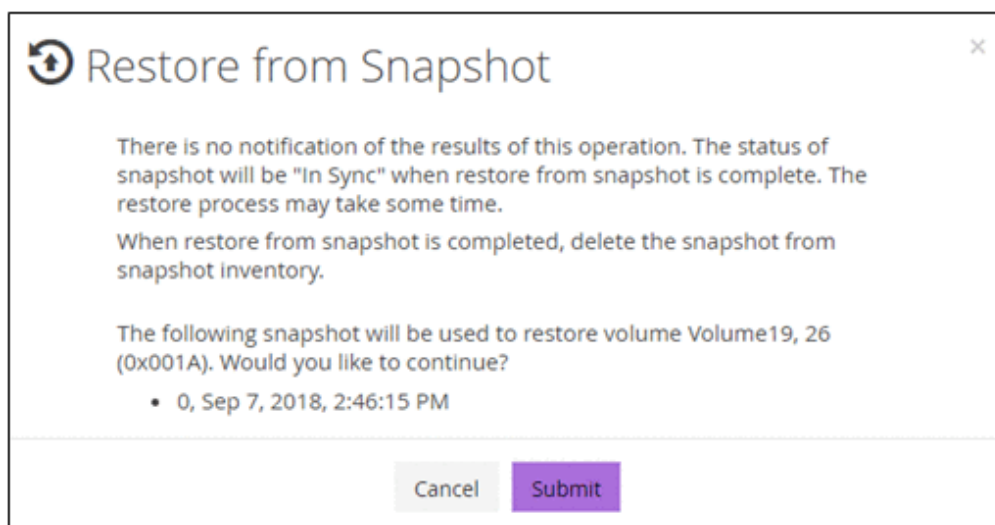 Restore from Snapshot
There is no notification of the results of this operation. The status of
snapshot will be "In Sync" when restore from snapshot is complete. The
restore process may take some time.
When restore from snapshot is completed, delete the snapshot from
snapshot inventory.
The following snapshot will be used to restore volume Volume19, 26
(0x001A). Would you like to continue?
• 0, Sep 7, 2018, 2:46:15 PM
Cancel Submit